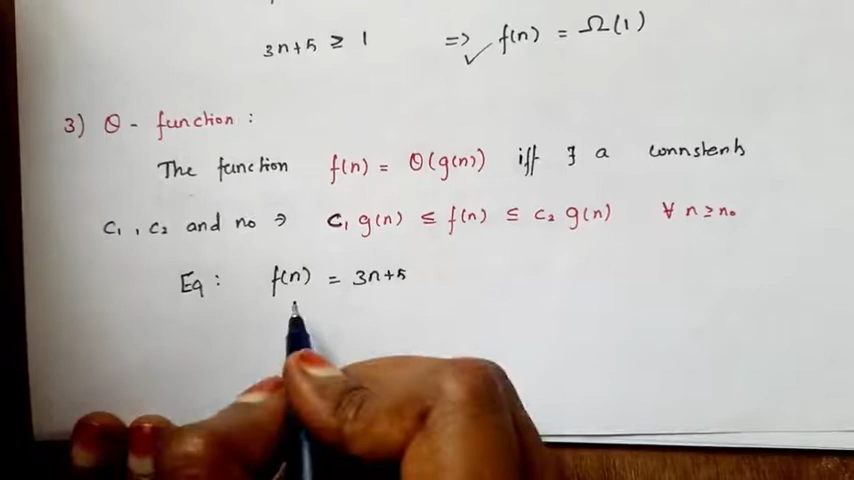 3n+5 ≥ 1 => f(n) = Ω(1)
3) Θ - function :
The function f(n) = Θ(g(n)) iff ∃ a connstents
c₁ , c₂ and n₀ ∋ c₁ g(n) ≤ f(n) ≤ c₂ g(n) ∀ n ≥ n₀
Eg : f(n) = 3n+5